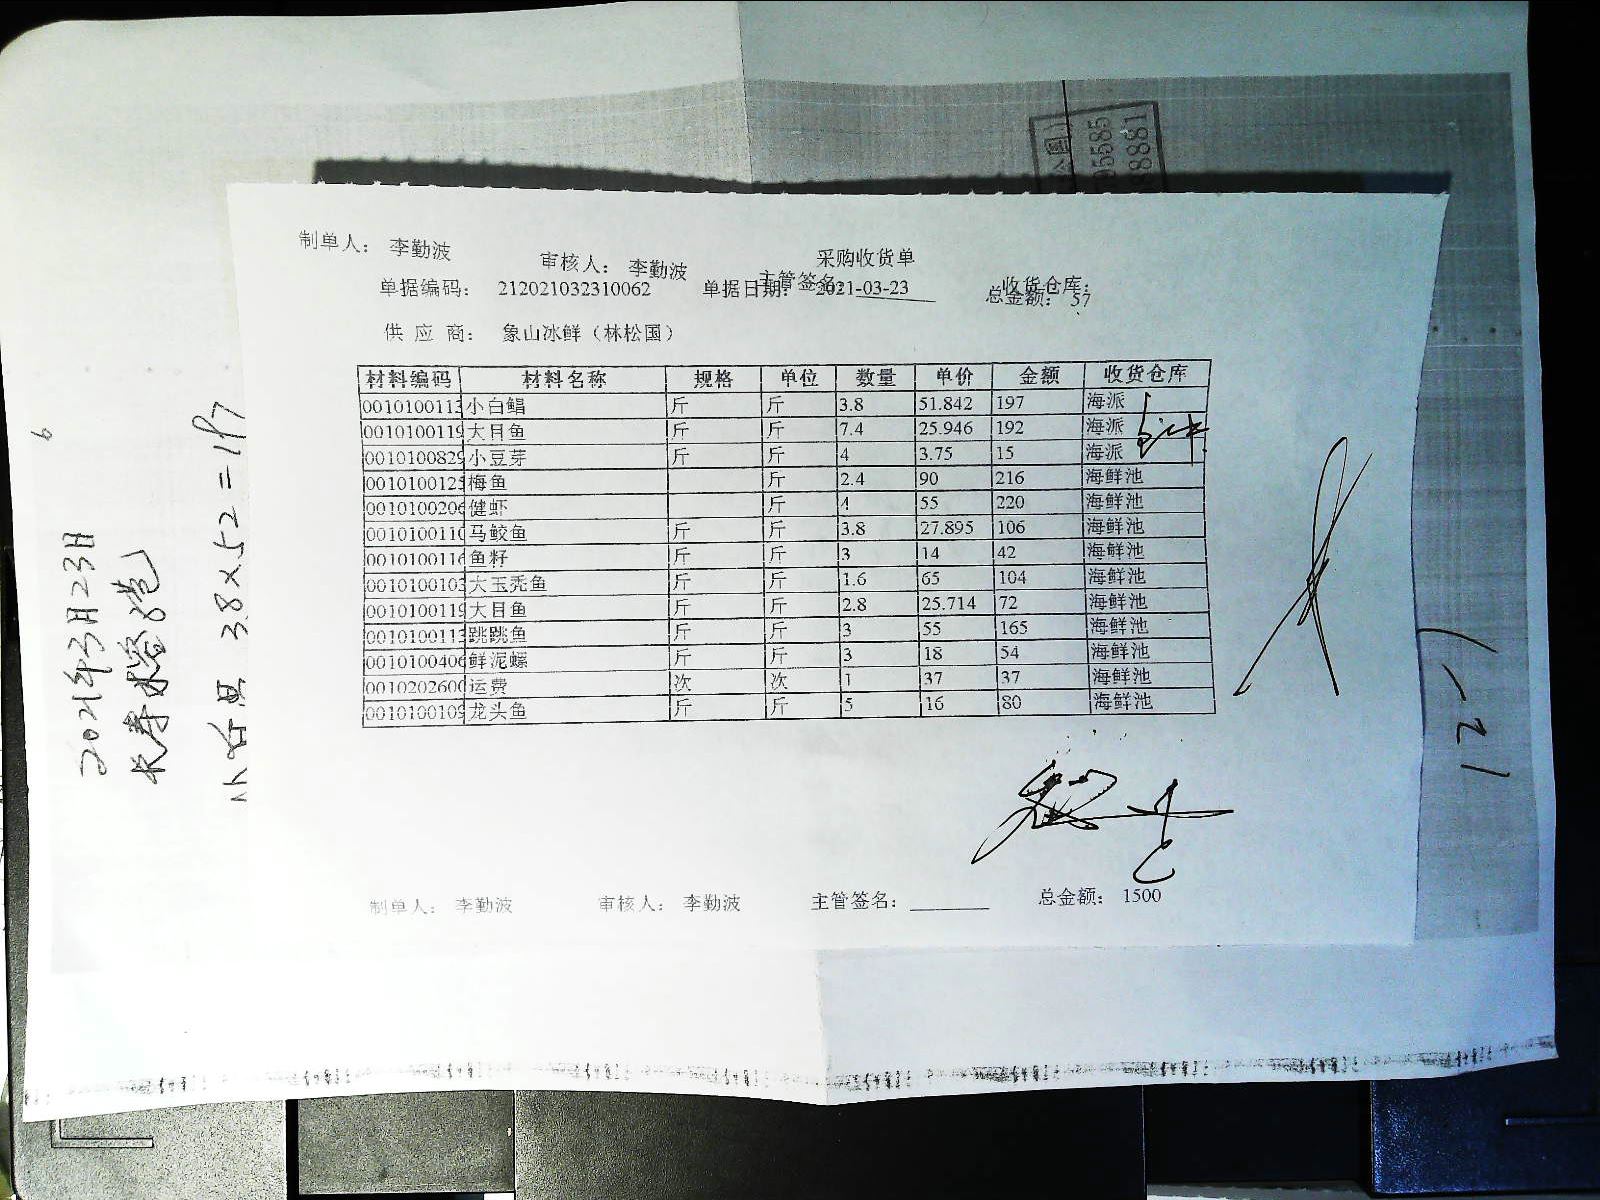 制单人： 李勤波 审核人： 李勤波 主管签名： 总金额： 57
采购收货单
单据编码： 212021032310062 单据日期： 2021-03-23 收货仓库：
供 应 商： 象山冰鲜（林松国）
材料编码 材料名称 规格 单位 数量 单价 金额 收货仓库
0010100113 小白鲳 斤 斤 3.8 51.842 197 海派
0010100119 大目鱼 斤 斤 7.4 25.946 192 海派
0010100829 小豆芽 斤 斤 4 3.75 15 海派
0010100125 梅鱼 斤 2.4 90 216 海鲜池
0010100206 健虾 斤 4 55 220 海鲜池
0010100110 马鲛鱼 斤 斤 3.8 27.895 106 海鲜池
0010100116 鱼籽 斤 斤 3 14 42 海鲜池
0010100103 大玉秃鱼 斤 斤 1.6 65 104 海鲜池
0010100119 大目鱼 斤 斤 2.8 25.714 72 海鲜池
0010100113 跳跳鱼 斤 斤 3 55 165 海鲜池
0010100406 鲜泥螺 斤 斤 3 18 54 海鲜池
0010202600 运费 次 次 1 37 37 海鲜池
0010100109 龙头鱼 斤 斤 5 16 80 海鲜池
制单人： 李勤波 审核人： 李勤波 主管签名： 总金额： 1500
2021年3月23日
3.8×52=197
95585
88881